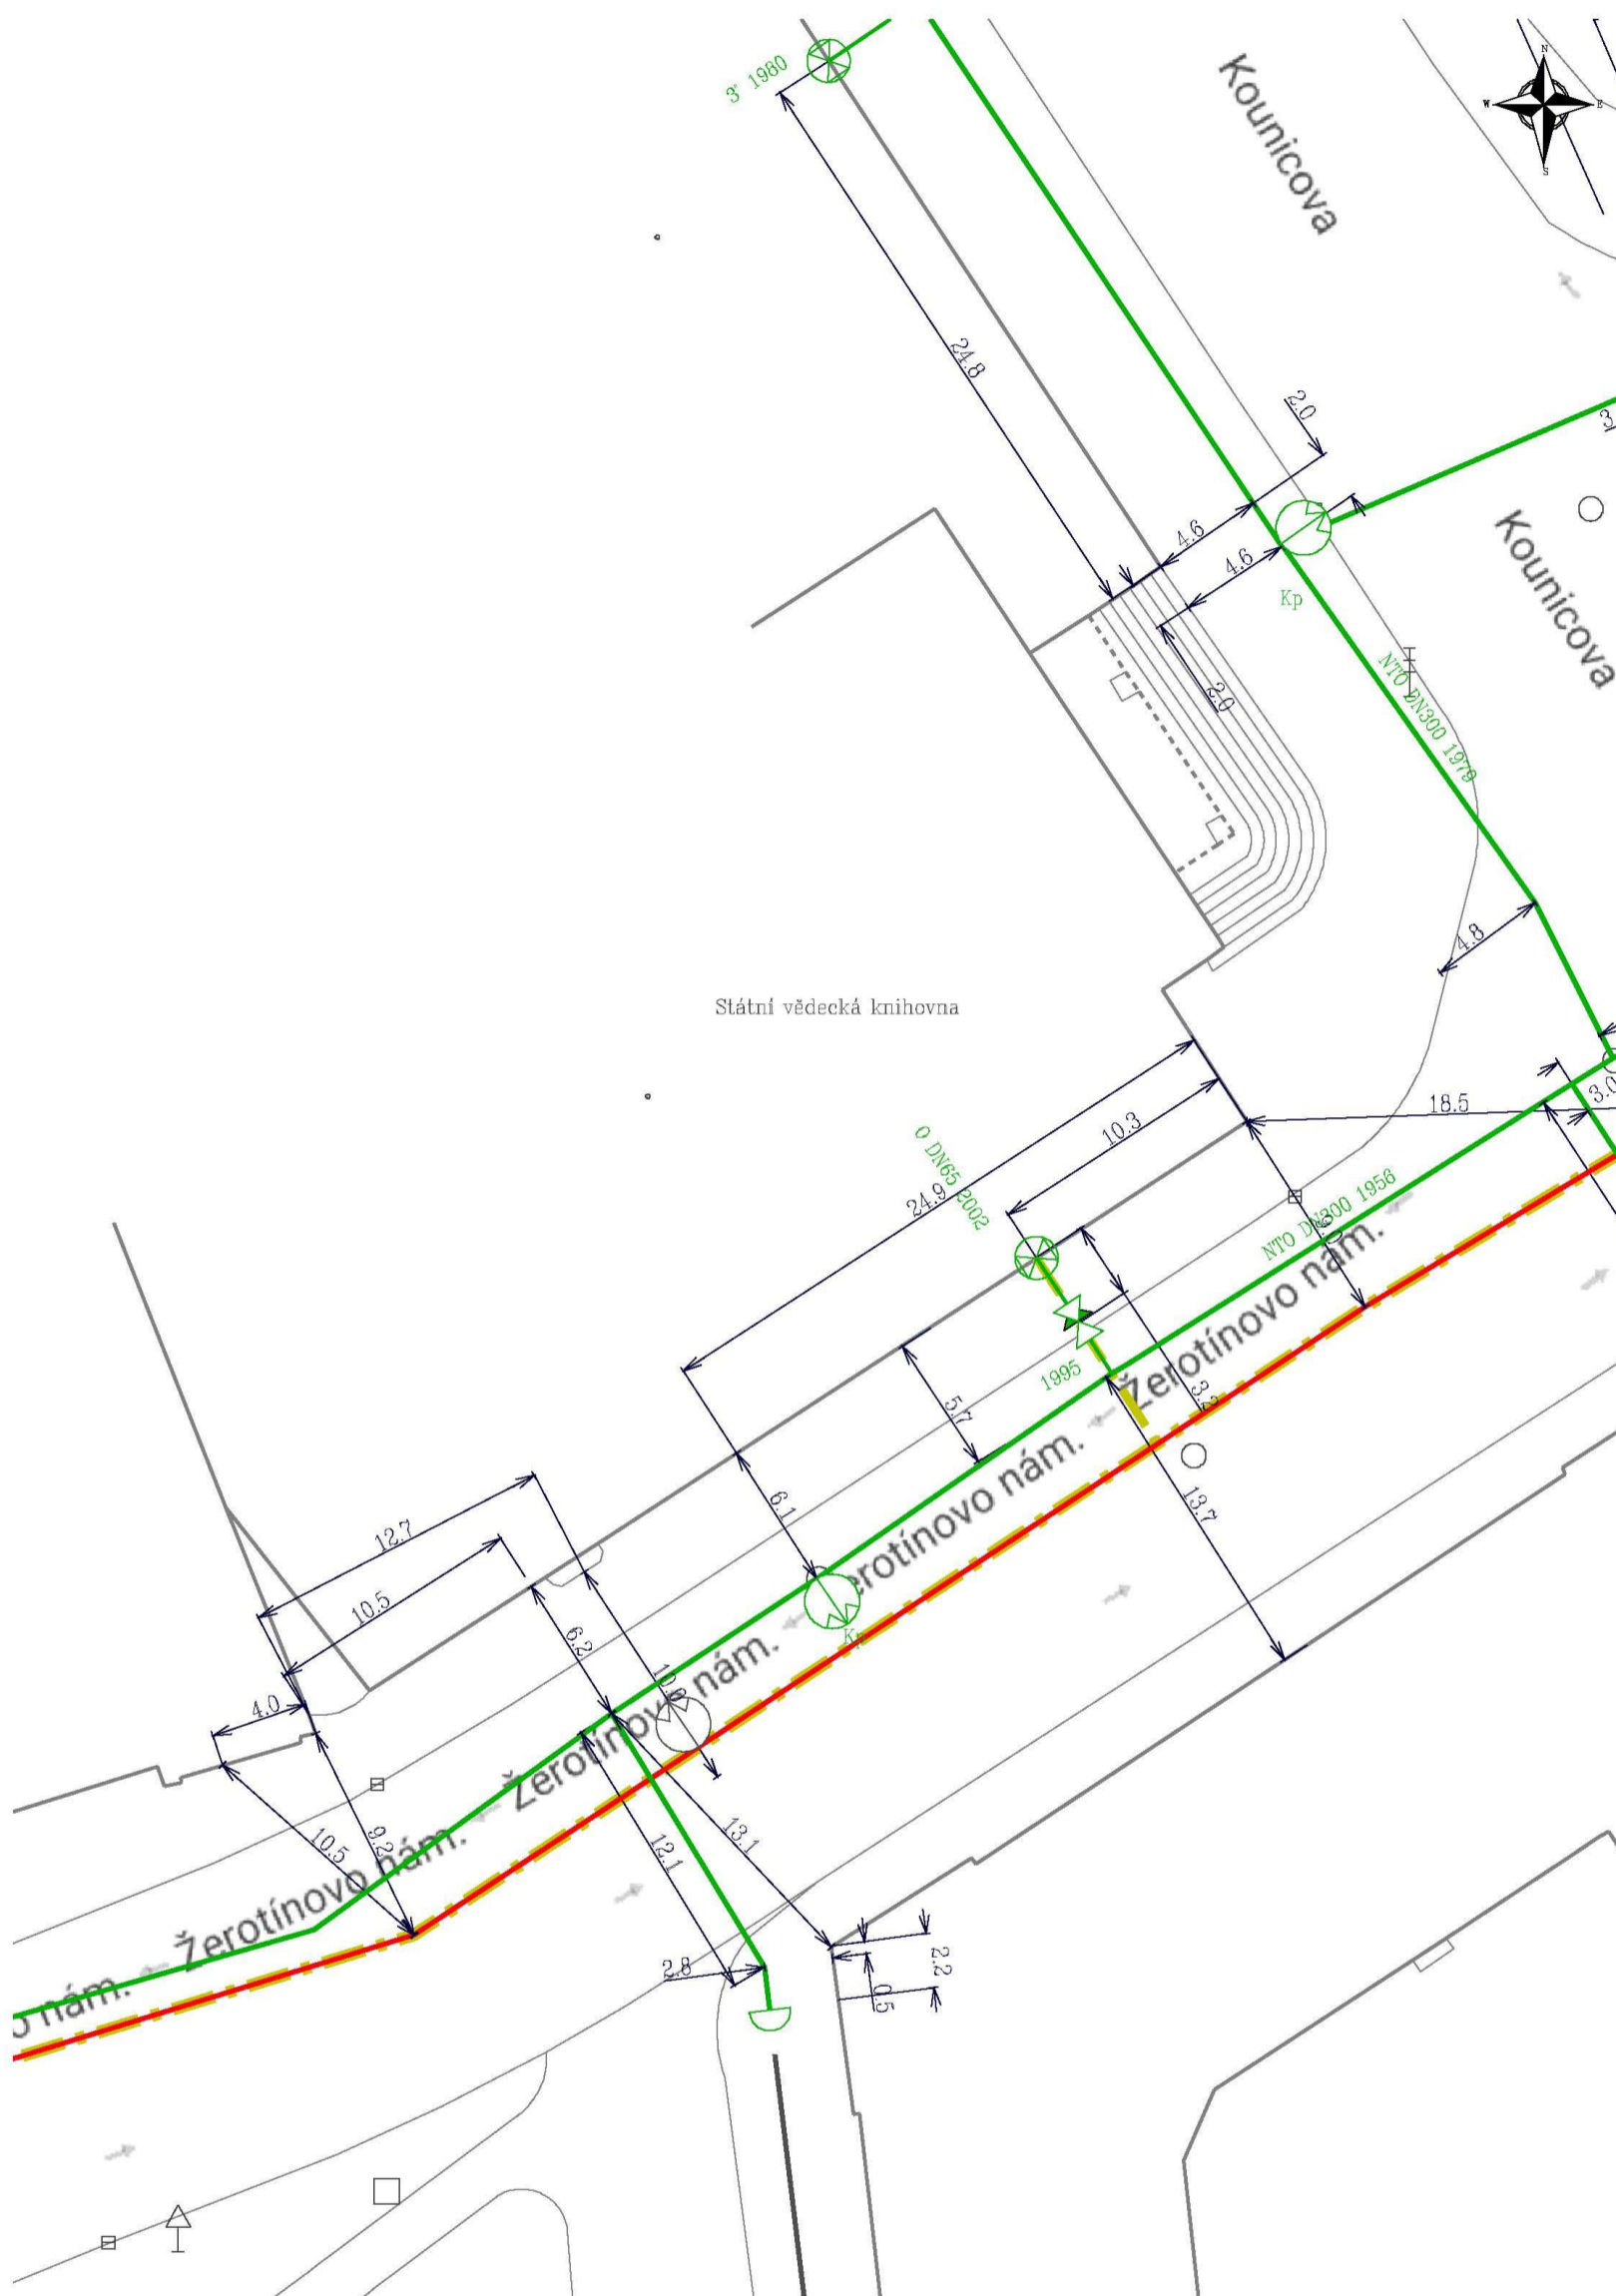 N
W
E
S
3" 1980
Kounicova
24.8
2.0
4.6
4.6
Kp
2.0
Kounicova
NTO DN300 1979
4.8
Státní vědecká knihovna
3.0
18.5
10.3
24.9
O DN65 2002
NTO DN300 1956
Žerotínovo nám.
3.2
1995
5.7
Žerotínovo nám.
13.7
6.1
Kp
12.7
10.5
6.2
Žerotínovo nám.
4.0
10.5
9.2
12.1
13.1
Žerotínovo nám.
2.8
2.2
0.5
nám.